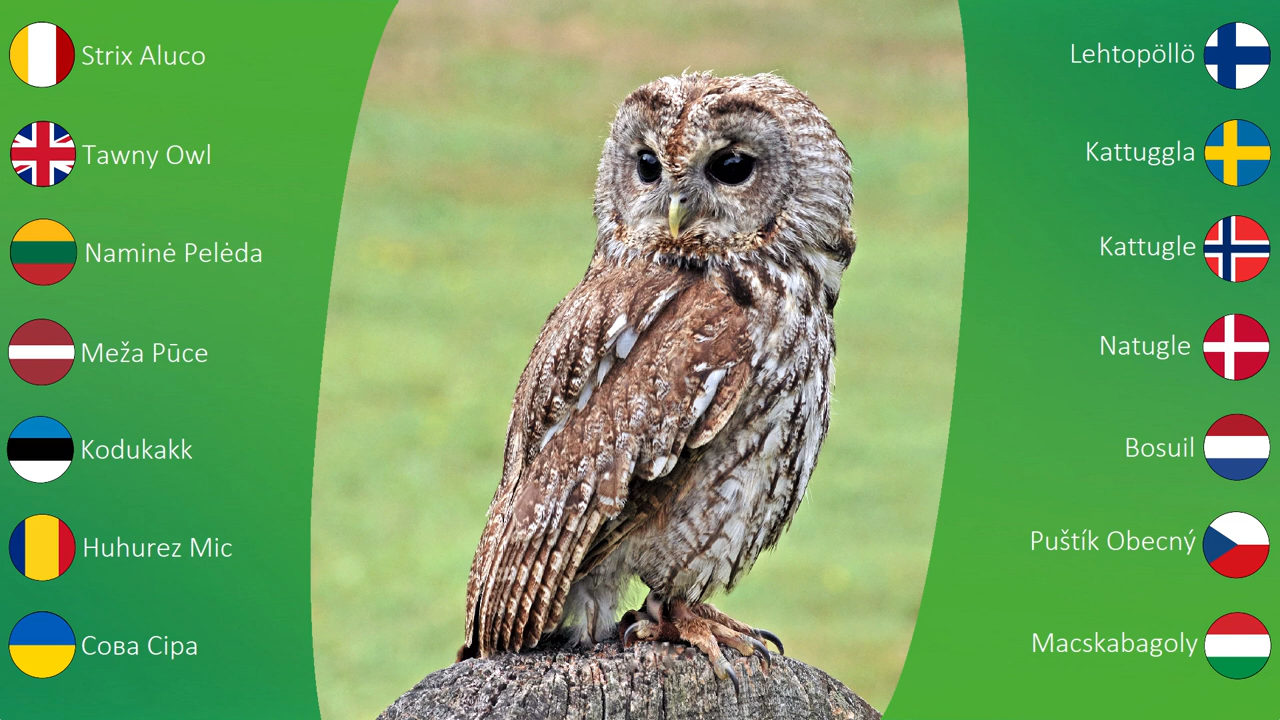 Strix Aluco
Tawny Owl
Naminė Pelėda
Meža Pūce
Kodukakk
Huhurez Mic
Сова Сіра
Lehtopöllö
Kattuggla
Kattugle
Natugle
Bosuil
Puštík Obecný
Macskabagoly